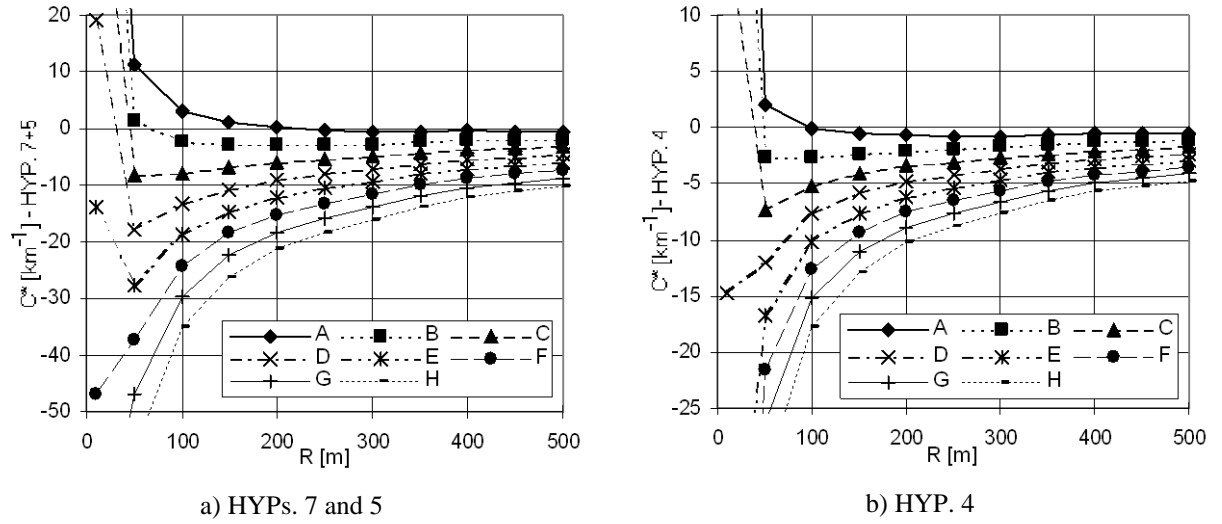 20
10
0
-10
-20
-30
-40
-50
C* [km⁻¹] - HYP. 7+5
0 100 200 300 400 500
R [m]
A B C
D E F
G H
a) HYPs. 7 and 5
10
5
0
-5
-10
-15
-20
-25
C* [km⁻¹] - HYP. 4
0 100 200 300 400 500
R [m]
A B C
D E F
G H
b) HYP. 4